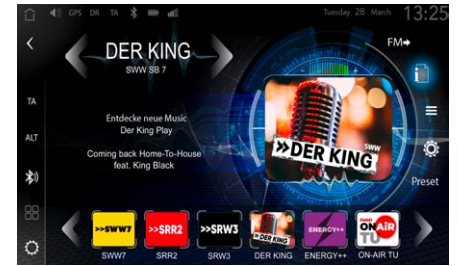 GPS DR TA
Tuesday 28 March 13:25
DER KING
SWW SB 7
FM
TA
ALT
Entdecke neue Music
Der King Play
Coming back Home-To-House
feat. King Black
SWW
»DER KING
Preset
>>SWW7
>>SRR2
>>SRW3
»DER KING
ENERGY++
ON AIR
TU
SWW7 SRR2 SRW3 DER KING ENERGY++ ON-AIR TU